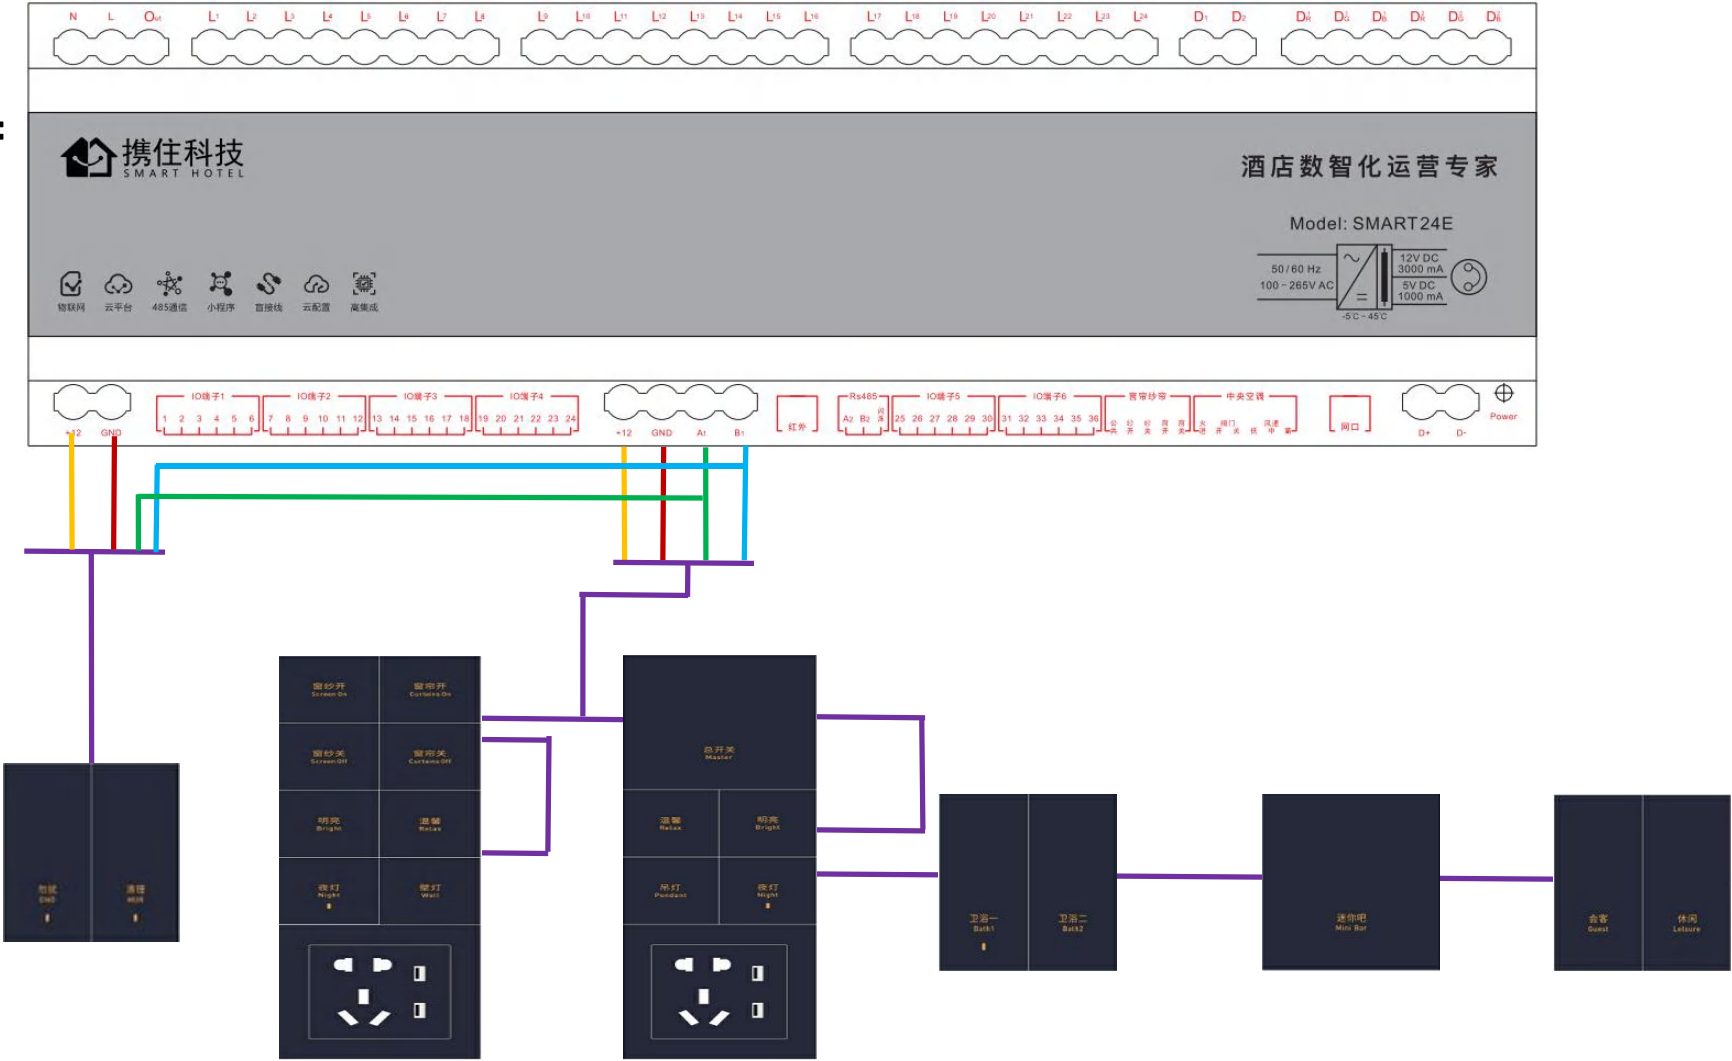 N L Out L1 L2 L3 L4 L5 L6 L7 L8 L9 L10 L11 L12 L13 L14 L15 L16 L17 L18 L19 L20 L21 L22 L23 L24 D1 D2
:
携住科技
SMART HOTEL
酒店数智化运营专家
Model: SMART24E
50/60 Hz
100~265V AC
12V DC
3000 mA
5V DC
1000 mA
-5℃~45℃
物联网 云平台 485通信 小程序 盲接线 云配置 高集成
IO端子1 IO端子2 IO端子3 IO端子4 Rs485 IO端子5 IO端子6 窗帘纱帘 中央空调
1 2 3 4 5 6 7 8 9 10 11 12 13 14 15 16 17 18 19 20 21 22 23 24 A2 B2 25 26 27 28 29 30 31 32 33 34 35 36
红外 网口 Power
+12 GND +12 GND A1 B1 D+ D-
窗纱开
Screen On
窗帘开
Curtains On
窗纱关
Screen Off
窗帘关
Curtains Off
明亮
Bright
温馨
Relax
夜灯
Night
壁灯
Wall
总开关
Master
温馨
Relax
明亮
Bright
吊灯
Pendant
夜灯
Night
勿扰
DND
清理
MUR
卫浴一
Bath1
卫浴二
Bath2
迷你吧
Mini Bar
会客
Guest
休闲
Leisure